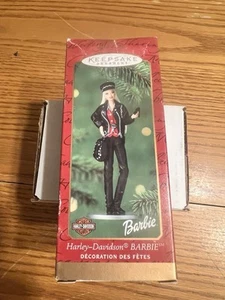 KEEPSAKE
ORNAMENT
HARLEY-DAVIDSON
Barbie
Harley-Davidson® BARBIE™
DÉCORATION DES FÊTES